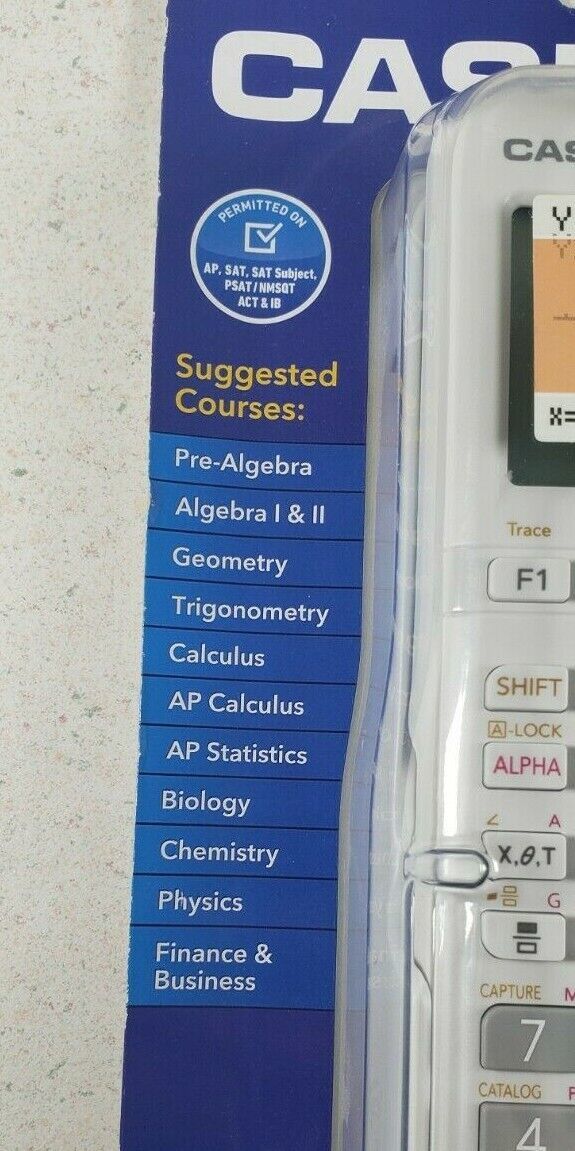 CAS
CAS
PERMITTED ON
AP, SAT, SAT Subject,
PSAT/NMSQT
ACT & IB
Suggested
Courses:
Pre-Algebra
Algebra I & II
Geometry
Trigonometry
Calculus
AP Calculus
AP Statistics
Biology
Chemistry
Physics
Finance &
Business
Y
X=
Trace
F1
SHIFT
A-LOCK
ALPHA
∠ A
X,θ,T
G
CAPTURE M
7
CATALOG P
4